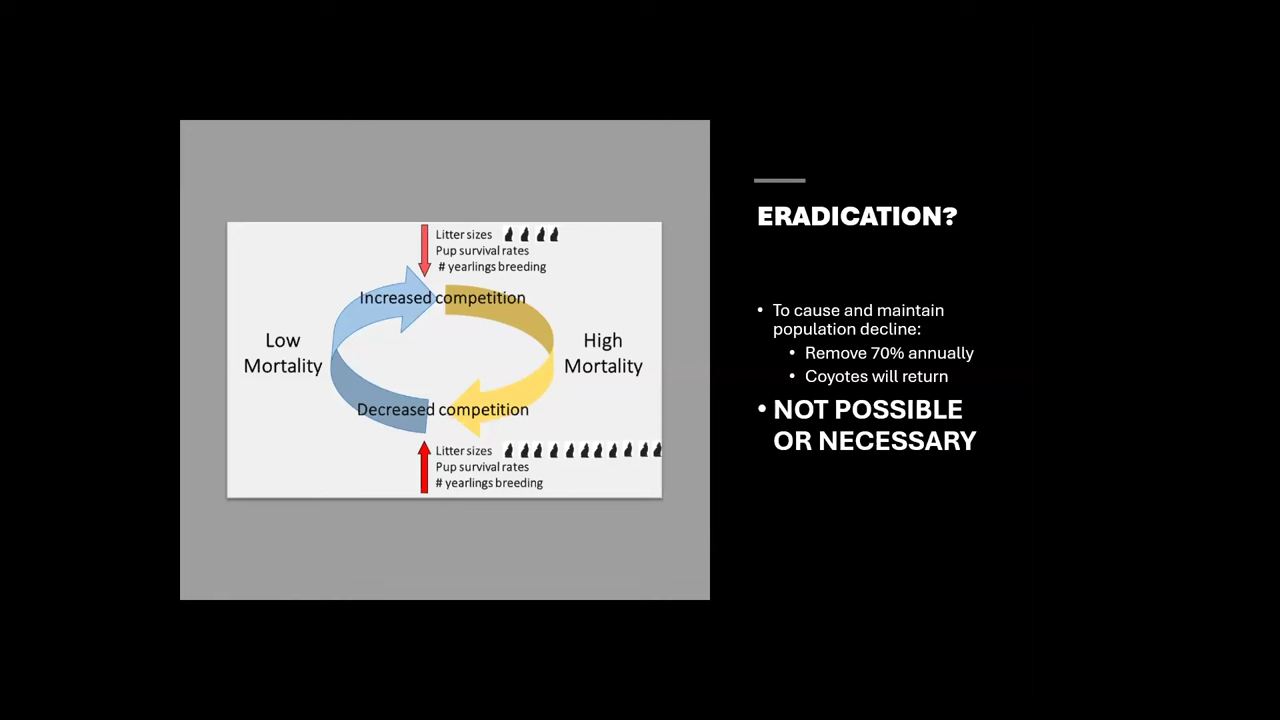 Litter sizes
Pup survival rates
# yearlings breeding
Increased competition
Low
Mortality
High
Mortality
Decreased competition
Litter sizes
Pup survival rates
# yearlings breeding
ERADICATION?
• To cause and maintain
population decline:
• Remove 70% annually
• Coyotes will return
• NOT POSSIBLE
OR NECESSARY